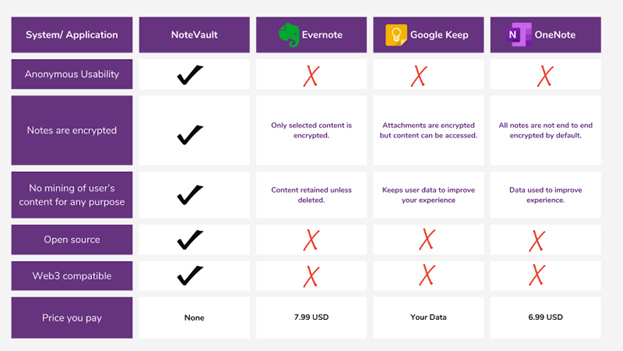 System/ Application NoteVault Evernote Google Keep N OneNote
Anonymous Usability
Notes are encrypted
Only selected content is
encrypted.
Attachments are encrypted
but content can be accessed.
All notes are not end to end
encrypted by default.
No mining of user's
content for any purpose
Content retained unless
deleted.
Keeps user data to improve
your experience
Data used to improve
experience.
Open source
Web3 compatible
Price you pay None 7.99 USD Your Data 6.99 USD